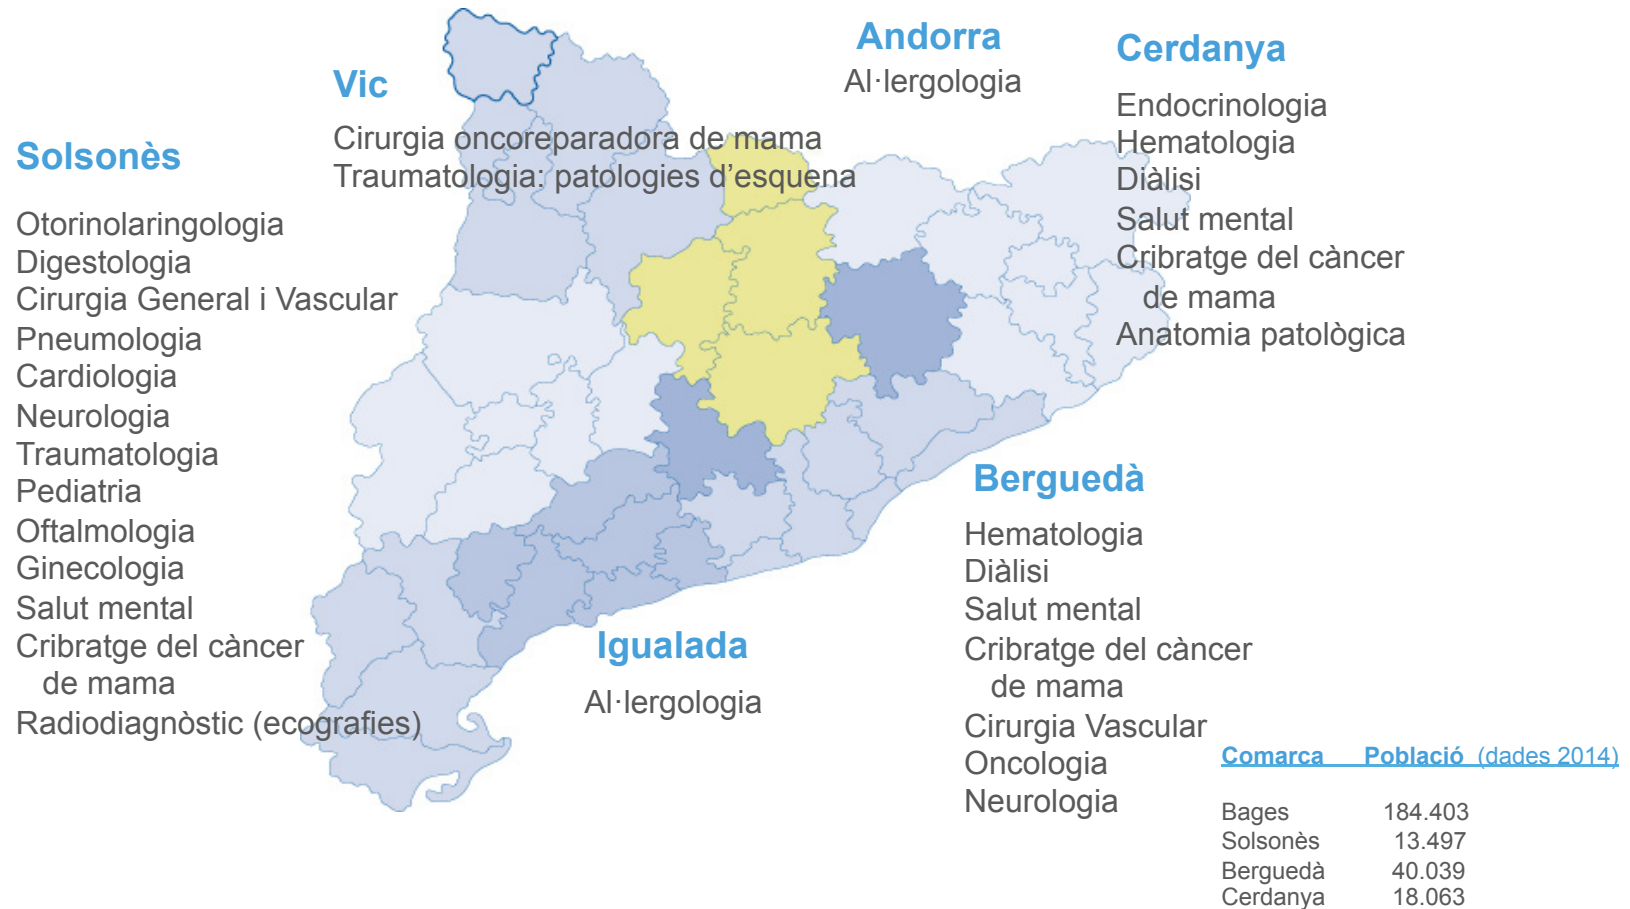 Solsonès
Otorinolaringologia
Digestologia
Cirurgia General i Vascular
Pneumologia
Cardiologia
Neurologia
Traumatologia
Pediatria
Oftalmologia
Ginecologia
Salut mental
Cribratge del càncer
de mama
Radiodiagnòstic (ecografies)
Vic
Cirurgia oncoreparadora de mama
Traumatologia: patologies d’esquena
Andorra
Al·lergologia
Cerdanya
Endocrinologia
Hematologia
Diàlisi
Salut mental
Cribratge del càncer
de mama
Anatomia patològica
Igualada
Al·lergologia
Berguedà
Hematologia
Diàlisi
Salut mental
Cribratge del càncer
de mama
Cirurgia Vascular
Oncologia
Neurologia
Comarca Població (dades 2014)
Bages 184.403
Solsonès 13.497
Berguedà 40.039
Cerdanya 18.063